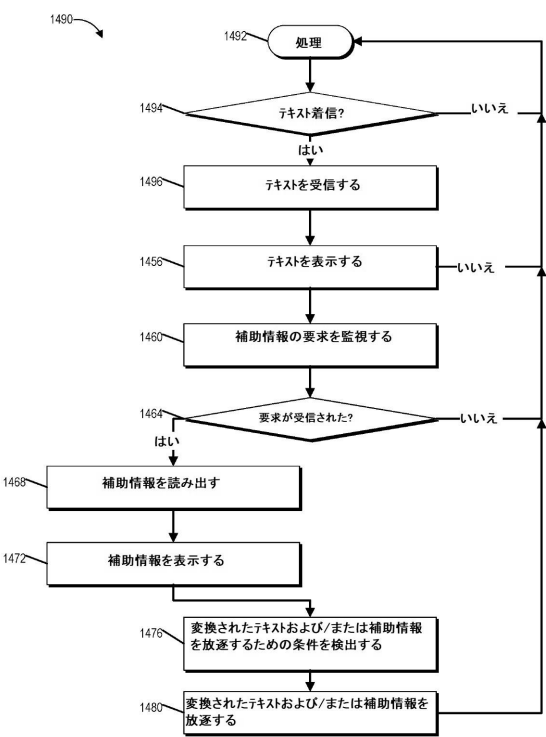 1490
1492
処理
1494
テキスト着信?
いいえ
はい
1496
テキストを受信する
1456
テキストを表示する
いいえ
1460
補助情報の要求を監視する
1464
要求が受信された?
いいえ
はい
1468
補助情報を読み出す
1472
補助情報を表示する
1476
変換されたテキストおよび/または補助情報
を放逐するための条件を検出する
1480
変換されたテキストおよび/または補助情報を
放逐する